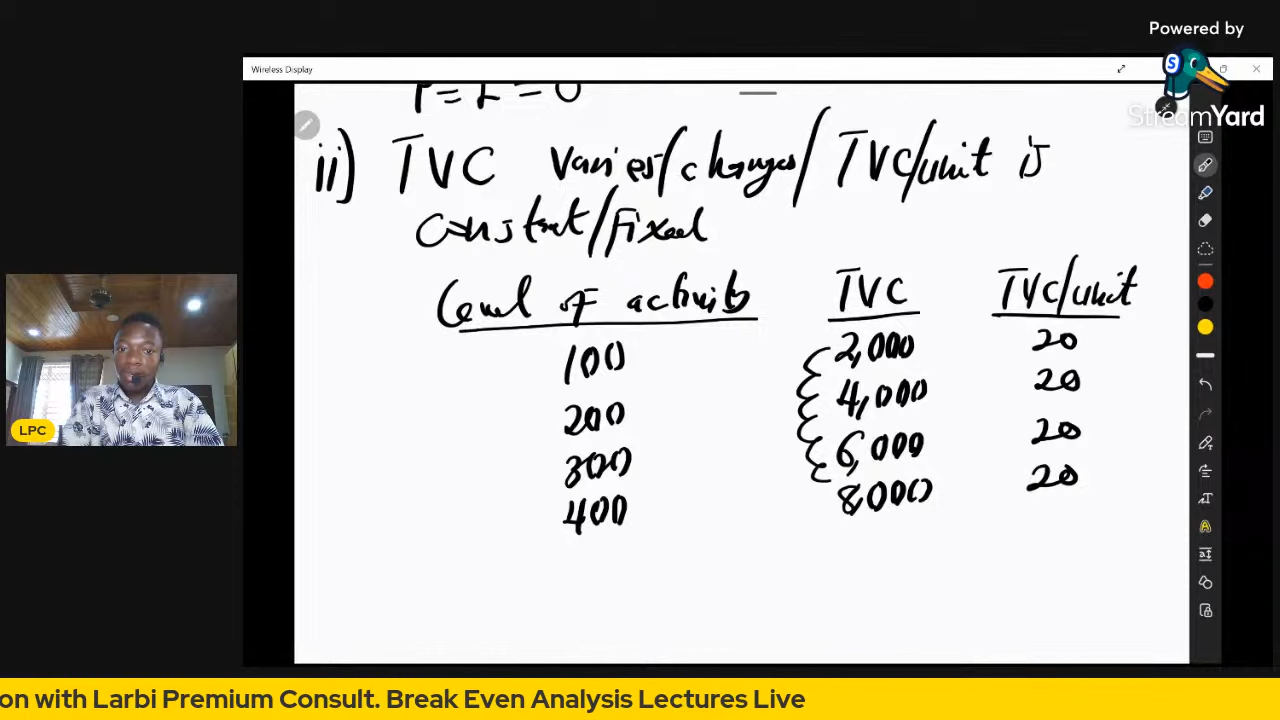 Powered by
StreamYard
Wireless Display
ii) TVC varies/changes/TVC/unit is
constant/fixed
Level of activity TVC TVC/unit
100 2,000 20
200 4,000 20
300 6,000 20
400 8,000 20
LPC
on with Larbi Premium Consult. Break Even Analysis Lectures Live